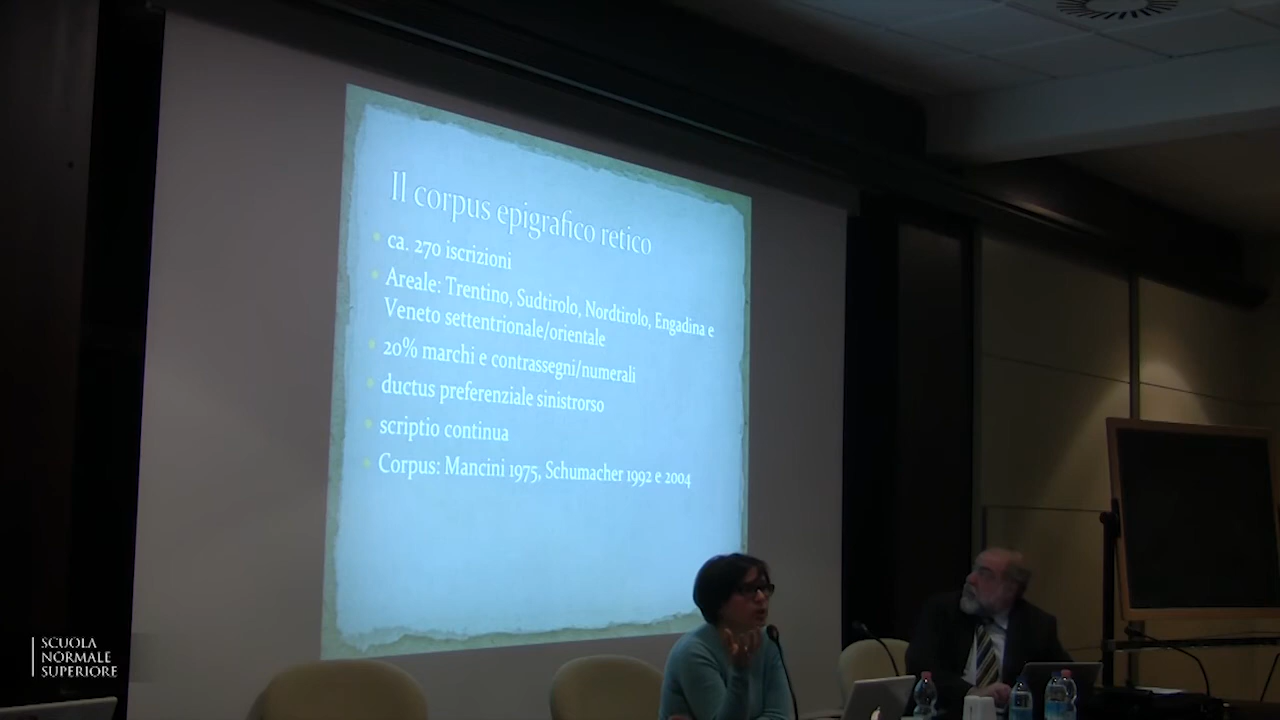 Il corpus epigrafico retico
ca. 270 iscrizioni
Areale: Trentino, Sudtirolo, Nordtirolo, Engadina e
Veneto settentrionale/orientale
20% marchi e contrassegni/numerali
ductus preferenziale sinistrorso
scriptio continua
Corpus: Mancini 1975, Schumacher 1992 e 2004
SCUOLA
NORMALE
SUPERIORE